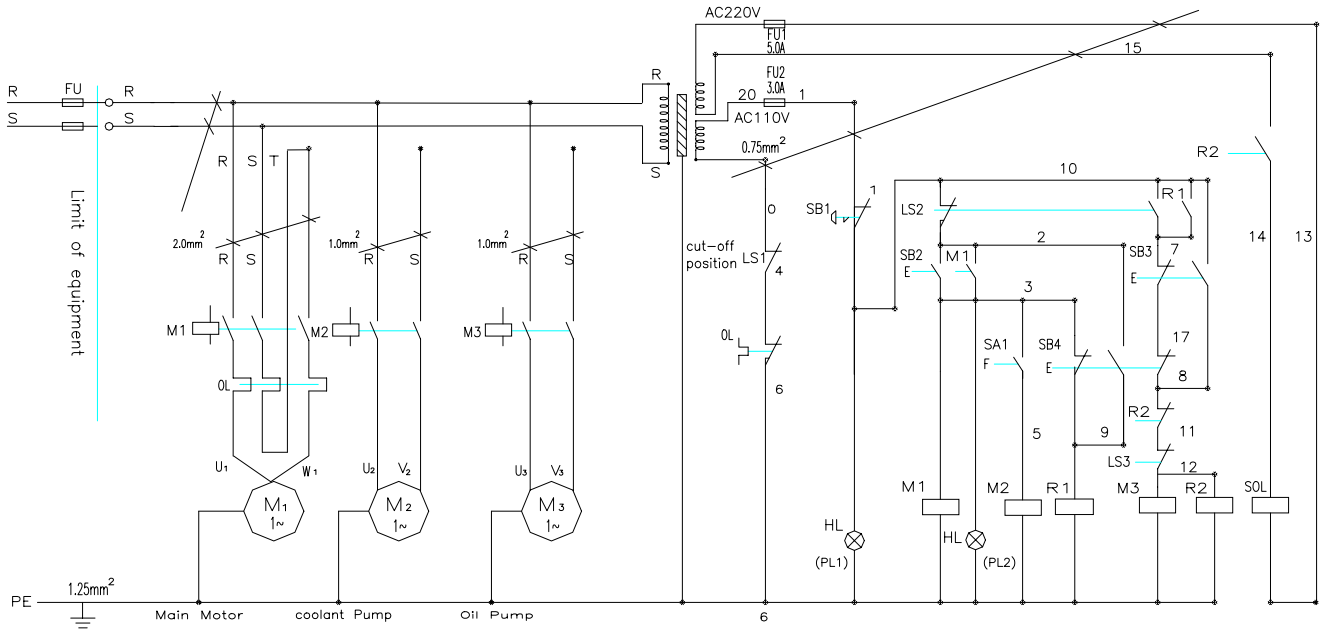 AC220V
FU1
5.0A
15
R
FU
R
R
FU2
3.0A
20
1
AC110V
S
S
S
0.75mm²
R
S
T
R2
10
Limit of equipment
SB1
1
LS2
R1
0
2.0mm²
1.0mm²
1.0mm²
cut-off
position
LS1
4
2
7
14
13
R
S
R
S
R
S
SB2
E
M1
SB3
E
3
M1
M2
M3
OL
SA1
F
SB4
E
17
8
OL
6
R2
11
5
9
LS3
12
U1
W1
U2
V2
U3
V3
M1
M2
R1
M3
R2
SOL
M1
1~
M2
1~
M3
1~
HL
(PL1)
HL
(PL2)
1.25mm²
PE
Main Motor
coolant Pump
Oil Pump
6